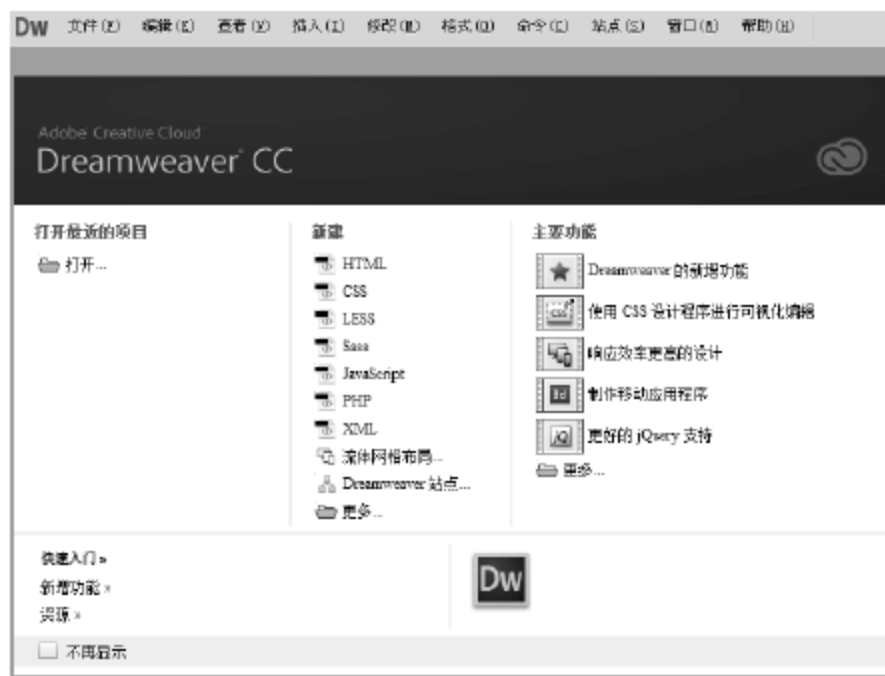 Dw 文件(F) 编辑(E) 查看(V) 插入(I) 修改(M) 格式(O) 命令(C) 站点(S) 窗口(W) 帮助(H)
Adobe Creative Cloud
Dreamweaver CC
打开最近的项目
打开...
新建
HTML
CSS
LESS
Sass
JavaScript
PHP
XML
流体网格布局...
Dreamweaver 站点...
更多...
主要功能
Dreamweaver 的新增功能
使用 CSS 设计程序进行可视化编辑
响应效率更高的设计
制作移动应用程序
更好的 jQuery 支持
更多...
快速入门 »
新增功能 »
资源 »
Dw
不再显示